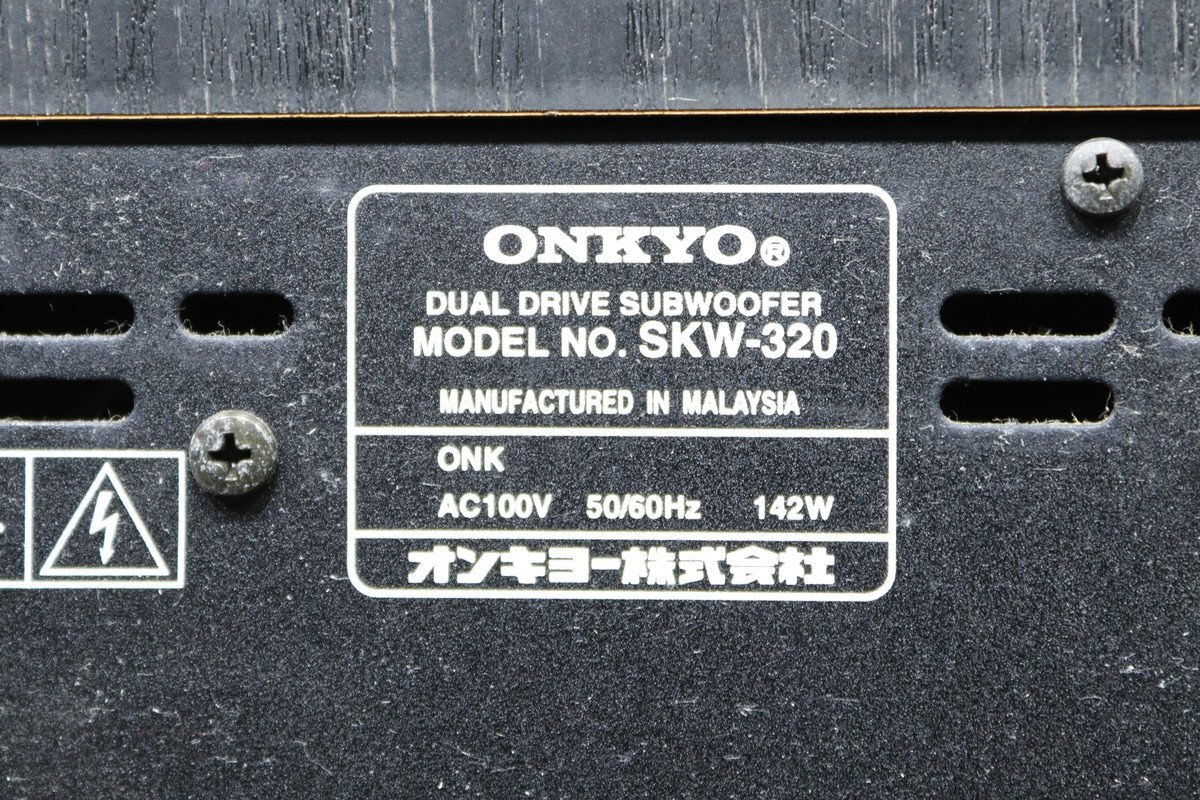 ONKYO®
DUAL DRIVE SUBWOOFER
MODEL NO. SKW-320
MANUFACTURED IN MALAYSIA
ONK
AC100V 50/60Hz 142W
オンキヨー株式会社